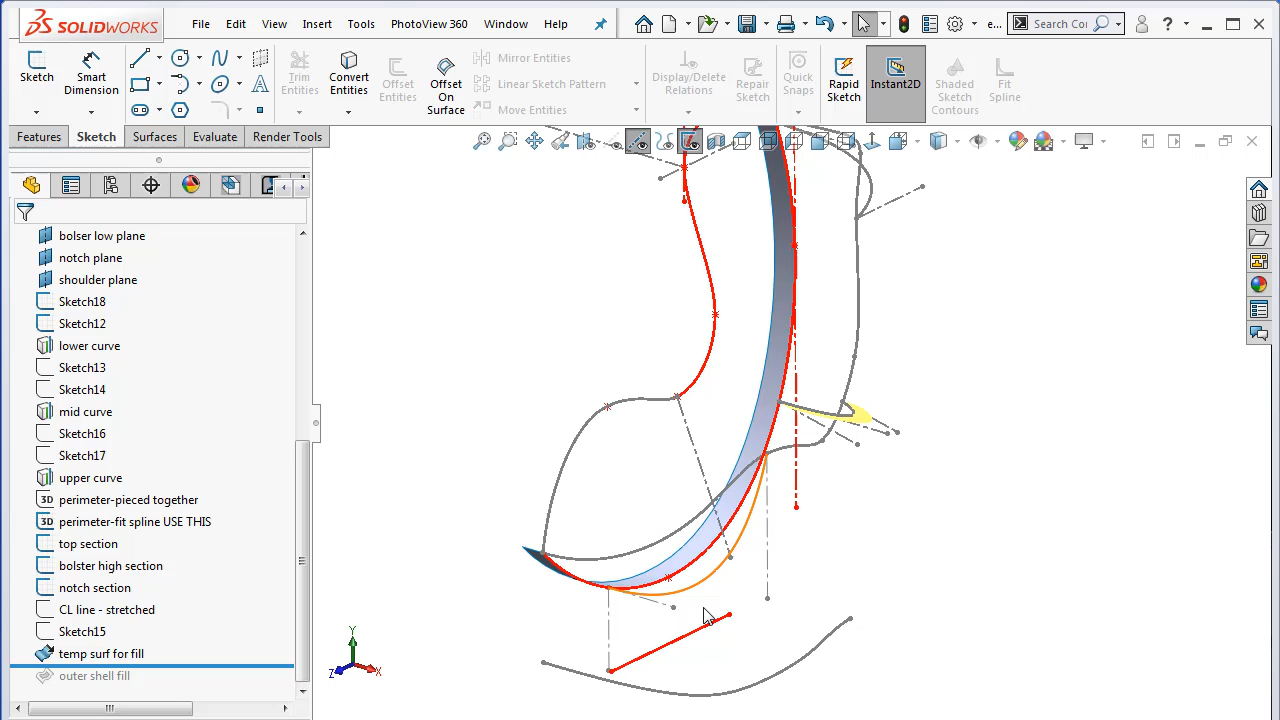 SOLIDWORKS File Edit View Insert Tools PhotoView 360 Window Help e... Search Co
Sketch Smart Dimension Trim Entities Convert Entities Offset Entities Offset On Surface Mirror Entities Display/Delete Relations Repair Sketch Quick Snaps Rapid Sketch Instant2D Shaded Sketch Contours Fit Spline
Linear Sketch Pattern
Move Entities
Features Sketch Surfaces Evaluate Render Tools
bolser low plane
notch plane
shoulder plane
Sketch18
Sketch12
lower curve
Sketch13
Sketch14
mid curve
Sketch16
Sketch17
upper curve
3D perimeter-pieced together
3D perimeter-fit spline USE THIS
top section
bolster high section
notch section
CL line - stretched
Sketch15
temp surf for fill
outer shell fill
Y
Z X